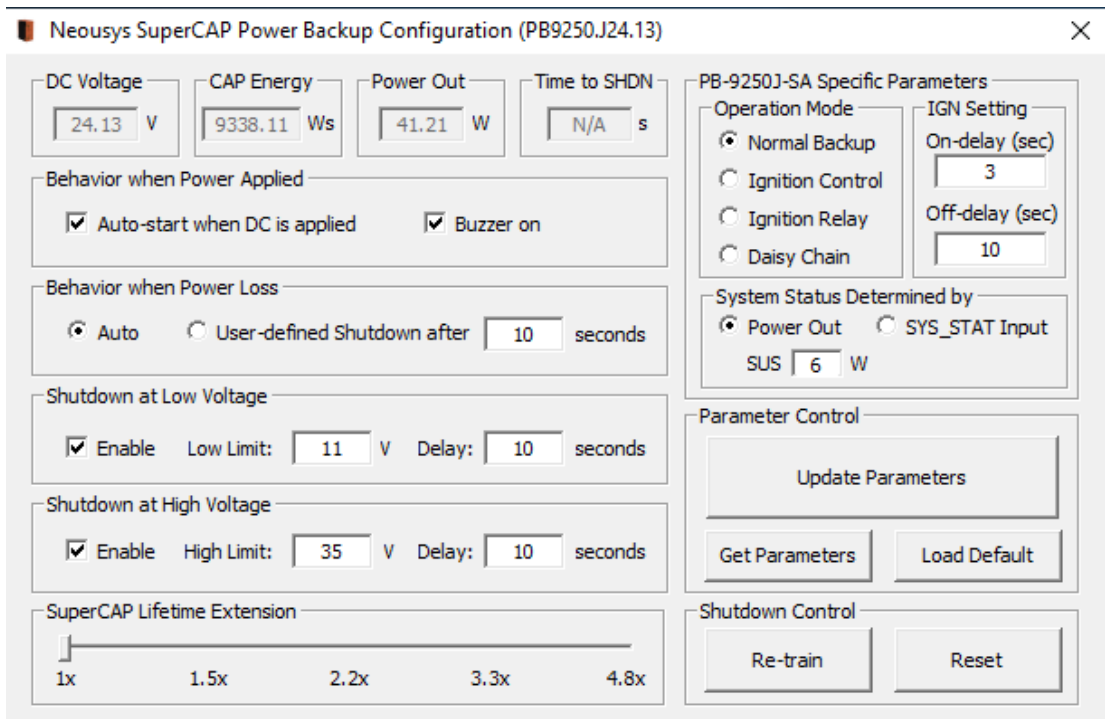 Neousys SuperCAP Power Backup Configuration (PB9250.J24.13)
DC Voltage
24.13 V
CAP Energy
9338.11 Ws
Power Out
41.21 W
Time to SHDN
N/A s
Behavior when Power Applied
Auto-start when DC is applied Buzzer on
Behavior when Power Loss
Auto User-defined Shutdown after 10 seconds
Shutdown at Low Voltage
Enable Low Limit: 11 V Delay: 10 seconds
Shutdown at High Voltage
Enable High Limit: 35 V Delay: 10 seconds
SuperCAP Lifetime Extension
1x 1.5x 2.2x 3.3x 4.8x
PB-9250J-SA Specific Parameters
Operation Mode
Normal Backup
Ignition Control
Ignition Relay
Daisy Chain
IGN Setting
On-delay (sec)
3
Off-delay (sec)
10
System Status Determined by
Power Out SYS_STAT Input
SUS 6 W
Parameter Control
Update Parameters
Get Parameters Load Default
Shutdown Control
Re-train Reset